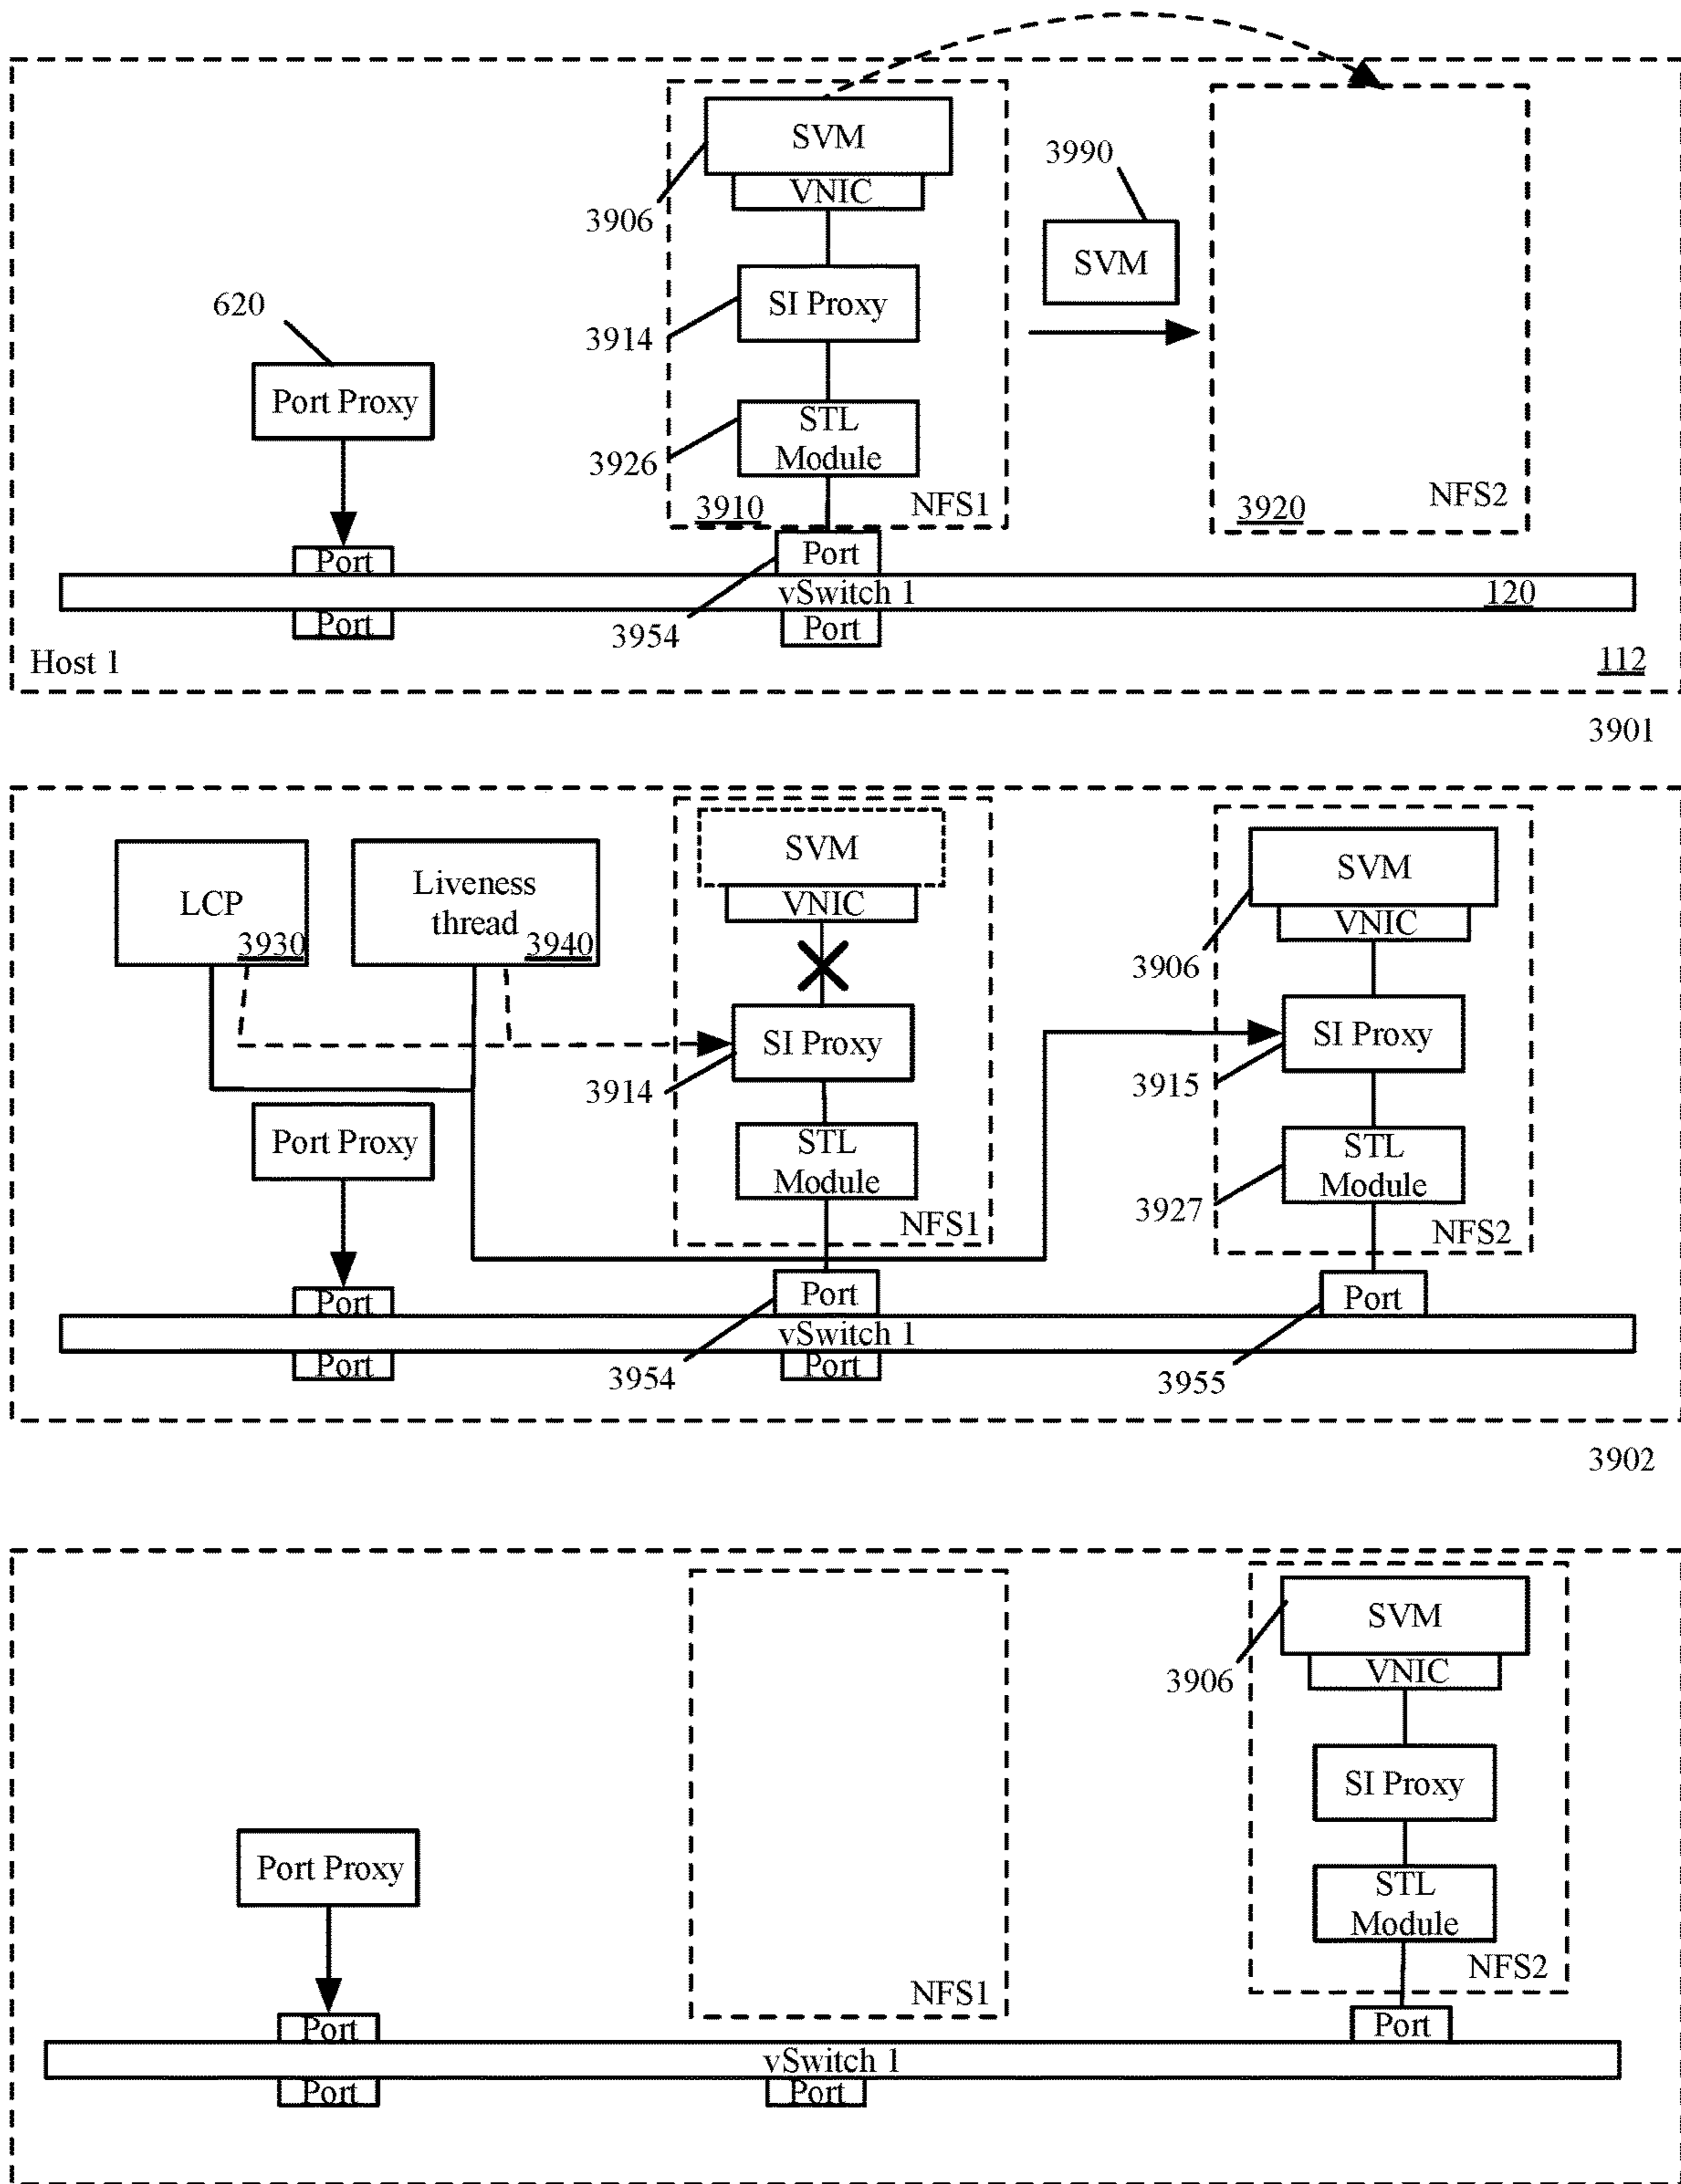 SVM
3990
VNIC
3906
SVM
SI Proxy
620
3914
Port Proxy
STL
Module
3926
3910
NFS1
3920
NFS2
Port
Port
vSwitch 1
120
Port
Port
3954
Host 1
112
3901
SVM
SVM
LCP
3930
Liveness
thread
3940
VNIC
VNIC
3906
SI Proxy
SI Proxy
3914
3915
Port Proxy
STL
Module
STL
Module
3927
NFS1
NFS2
Port
Port
Port
vSwitch 1
Port
Port
3954
3955
3902
SVM
3906
VNIC
SI Proxy
Port Proxy
STL
Module
NFS1
NFS2
Port
Port
vSwitch 1
Port
Port